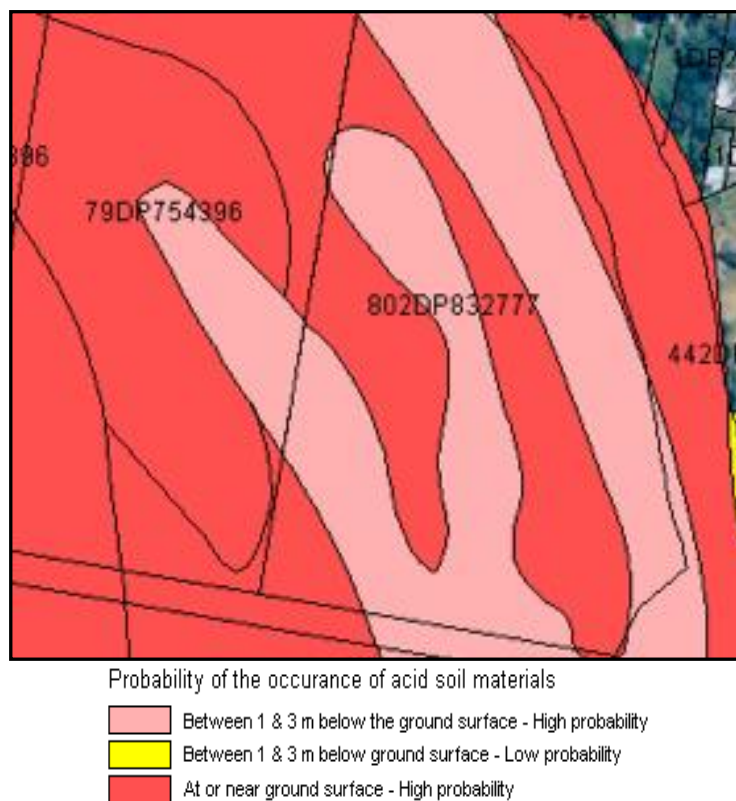 79DP754396
802DP832777
Probability of the occurance of acid soil materials
Between 1 & 3 m below the ground surface - High probability
Between 1 & 3 m below ground surface - Low probability
At or near ground surface - High probability